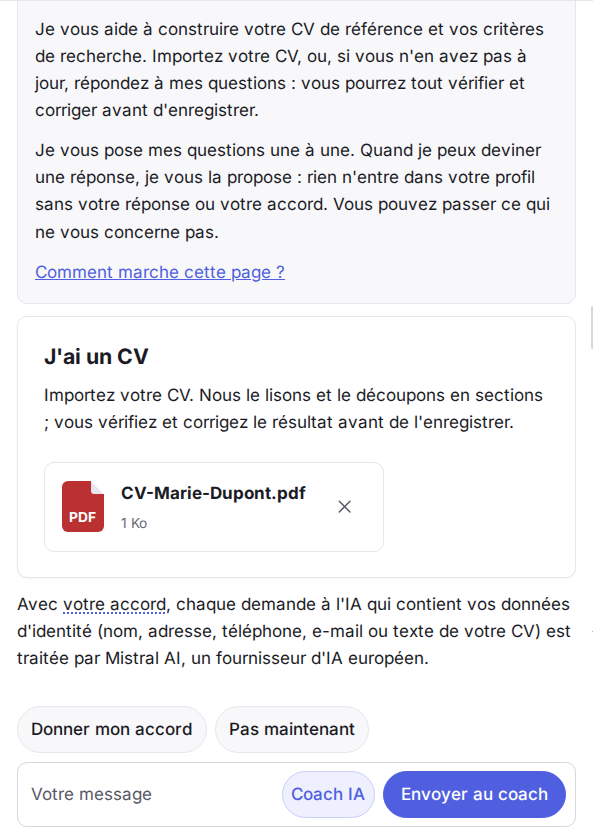 Je vous aide à construire votre CV de référence et vos critères
de recherche. Importez votre CV, ou, si vous n'en avez pas à
jour, répondez à mes questions : vous pourrez tout vérifier et
corriger avant d'enregistrer.
Je vous pose mes questions une à une. Quand je peux deviner
une réponse, je vous la propose : rien n'entre dans votre profil
sans votre réponse ou votre accord. Vous pouvez passer ce qui
ne vous concerne pas.
Comment marche cette page ?
J'ai un CV
Importez votre CV. Nous le lisons et le découpons en sections
; vous vérifiez et corrigez le résultat avant de l'enregistrer.
PDF
CV-Marie-Dupont.pdf
1 Ko
Avec votre accord, chaque demande à l'IA qui contient vos données
d'identité (nom, adresse, téléphone, e-mail ou texte de votre CV) est
traitée par Mistral AI, un fournisseur d'IA européen.
Donner mon accord
Pas maintenant
Votre message
Coach IA
Envoyer au coach